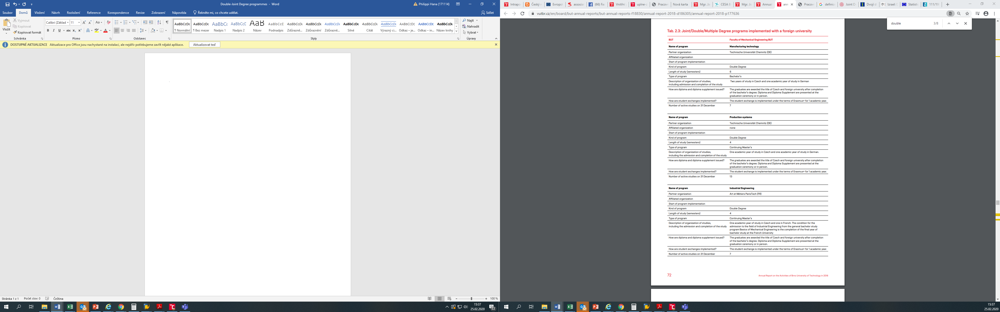 Double-Joint Degree programmes - Word
Philippi Hana (171114)
Soubor Domů Vložení Návrh Rozložení Reference Korespondence Revize Zobrazení Nápověda Řekněte mi, co chcete udělat. Sdílet
Vložit
Vyjmout
Kopírovat
Kopírovat formát
Schránka
Calibri (Základ 11
Písmo
Odstavec
AaBbCcDc AaBbCcDc AaBbCc AaBbCcD AaB AaBbCcD AaBbCcDc AaBbCcDc AaBbCcDc AaBbCcDc AaBbCcDc AaBbCcDc AABBCCDD AABBCCDD AaBbCcDc
¶ Normální ¶ Bez mezer Nadpis 1 Nadpis 2 Název Podnadpis Zdůrazně... Zdůraznění Zdůrazně... Silné Citát Výrazný ci... Odkaz – je... Odkaz – in... Název knihy
Styly
Najít
Nahradit
Vybrat
Úpravy
DOSTUPNÉ AKTUALIZACE Aktualizace pro Office jsou nachystané na instalaci, ale nejdřív potřebujeme zavřít nějaké aplikace. Aktualizovat teď
Stránka 1 z 1 Počet slov: 0 Čeština 100 %
15:37
25.02.2020
Intrapo Český r Evropsk associa (66) Fac Vnitřní uplne-z Pracovn Nová karta Mgr. Ja CESA B Mgr. Jo Annual ann Pracovn definice Joint D Dvojí di Izrael: D Statistic 111/199
vutbr.cz/en/board/but-annual-reports/but-annual-reports-f18830/annual-report-2018-d186305/annual-report-2018-p177636
double 3/8
Tab. 2.3: Joint/Double/Multiple Degree programs implemented with a foreign university
BUT Faculty of Mechanical Engineering BUT
Name of program Manufacturing technology
Partner organization Technische Universität Chemnitz (DE)
Affiliated organization
Start of program implementation
Kind of program Double Degree
Length of study (semesters) 6
Type of program Bachelor's
Description of organization of studies, Two years of study in Czech and one academic year of study in German
including admission and completion of the study
How are diploma and diploma supplement issued? The graduates are awarded the title of Czech and foreign university after completion
of the bachelor's degree. Diploma and Diploma Supplement are presented at the
graduation ceremony or in person.
How are student exchanges implemented? The student exchange is implemented under the terms of Erasmus+ for 1 academic year.
Number of active studies on 31 December 7
Name of program Production systems
Partner organization Technische Universität Chemnitz (DE)
Affiliated organization none
Start of program implementation
Kind of program Double Degree
Length of study (semesters) 4
Type of program Continuing Master's
Description of organization of studies, One academic year of study in Czech and one academic year of study in German.
including the admission and completion of the study
How are diploma and diploma supplement issued? The graduates are awarded the title of Czech and foreign university after completion
of the bachelor's degree. Diploma and Diploma Supplement are presented at the
graduation ceremony or in person.
How are student exchanges implemented? The student exchange is implemented under the terms of Erasmus+ for 1 academic year.
Number of active studies on 31 December 13
Name of program Industrial Engineering
Partner organization Art et Métiers ParisTech (FR)
Affiliated organization
Start of program implementation
Kind of program Double Degree
Length of study (semesters) 4
Type of program Continuing Master's
Description of organization of studies, One academic year of study in Czech and one in French. The condition for the
including the admission and completion of the study admission to the field of Industrial Engineering from the general bachelor study
program Basics of Mechanical Engineering is the completion of the final year of
bachelor study at the French University
How are diploma and diploma supplement issued? The graduates are awarded the title of Czech and foreign university after completion
of the bachelor's degree. Diploma and Diploma Supplement are presented at the
graduation ceremony or in person.
How are student exchanges implemented? The student exchange is implemented under the terms of Erasmus+ for 1 academic year.
Number of active studies on 31 December 7
72 Annual Report on the Activities of Brno University of Technology in 2018
15:37
25.02.2020